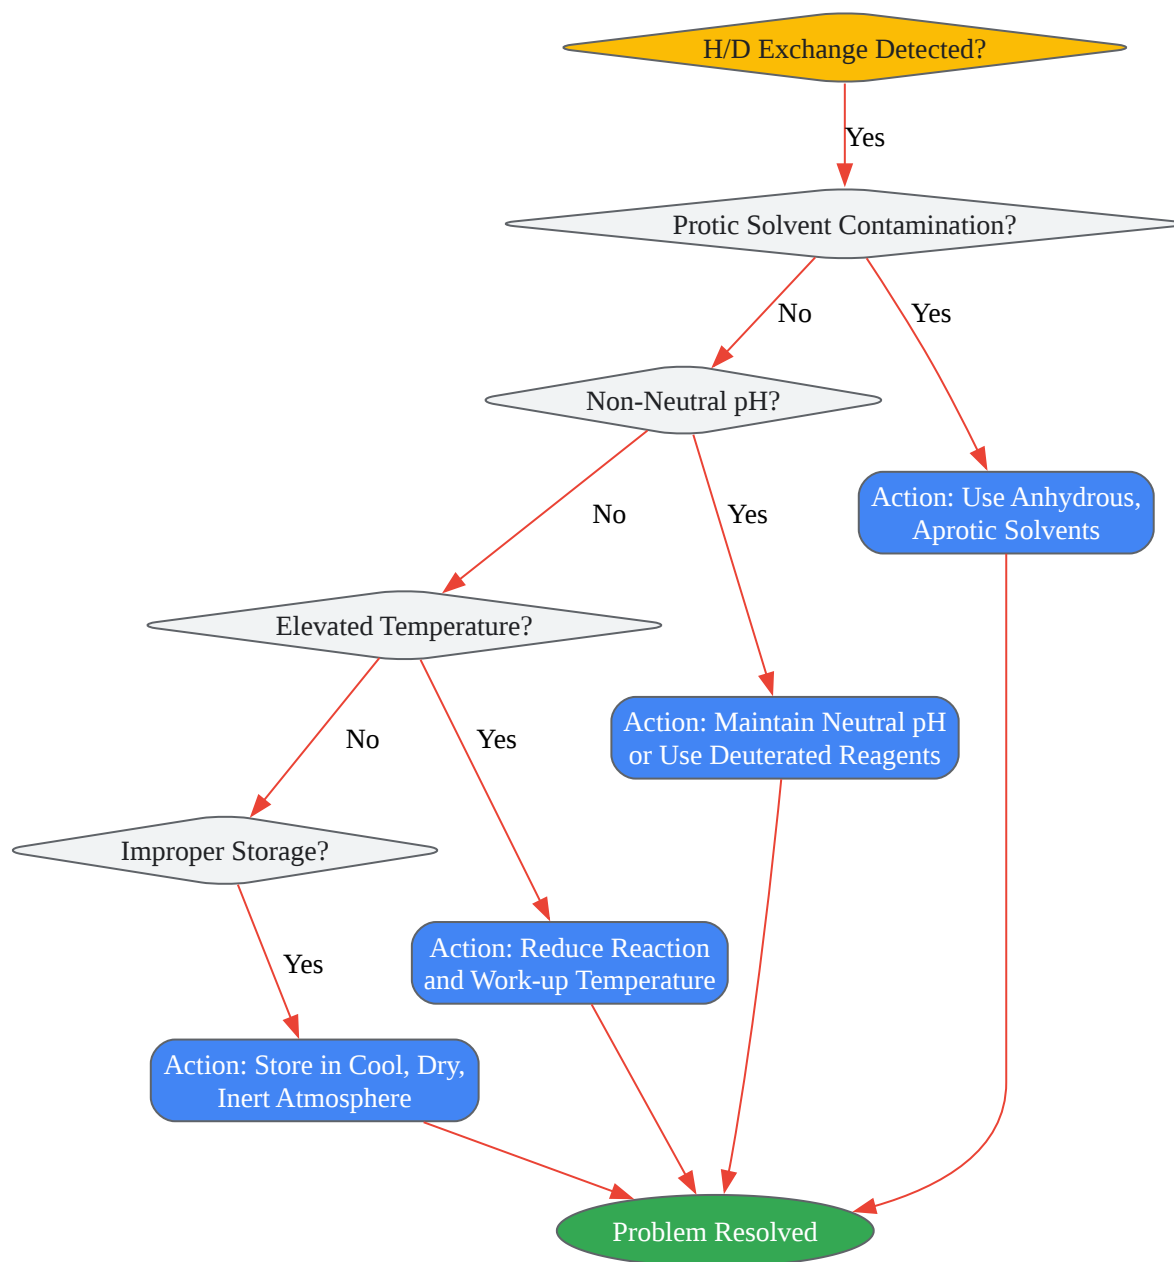 H/D Exchange Detected?
Yes
Protic Solvent Contamination?
No
Yes
Non-Neutral pH?
Action: Use Anhydrous,
Aprotic Solvents
No
Yes
Elevated Temperature?
Action: Maintain Neutral pH
or Use Deuterated Reagents
No
Yes
Improper Storage?
Action: Reduce Reaction
and Work-up Temperature
Yes
Action: Store in Cool, Dry,
Inert Atmosphere
Problem Resolved